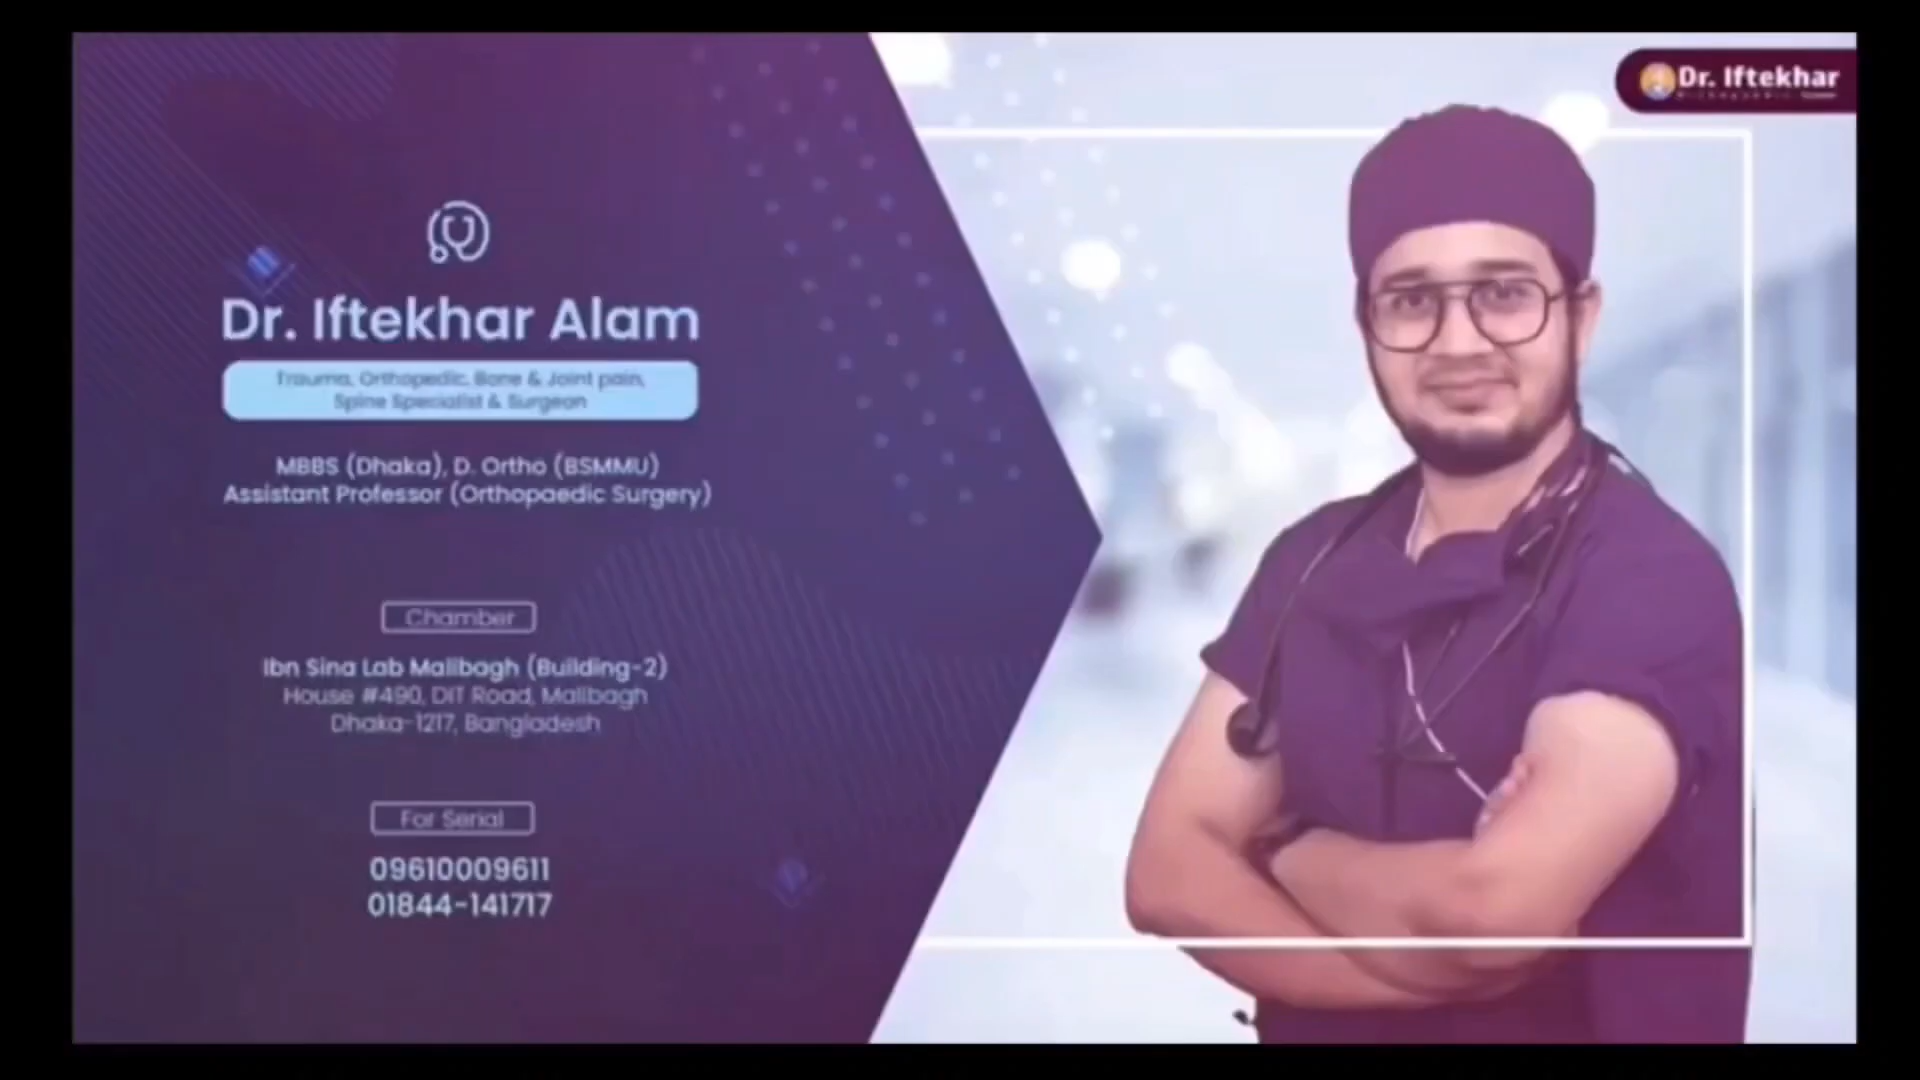 Dr. Iftekhar
Dr. Iftekhar Alam
Trauma, Orthopedic, Bone & Joint pain,
Spine Specialist & Surgeon
MBBS (Dhaka), D. Ortho (BSMMU)
Assistant Professor (Orthopaedic Surgery)
Chamber
Ibn Sina Lab Malibagh (Building-2)
House #490, DIT Road, Malibagh
Dhaka-1217, Bangladesh
For Serial
09610009611
01844-141717